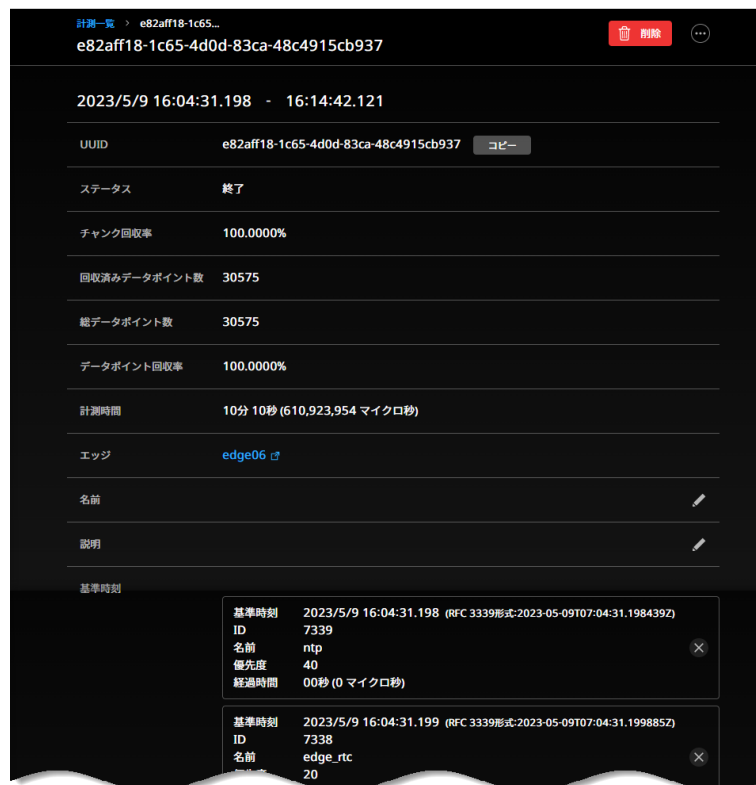 計測一覧 › e82aff18-1c65...
e82aff18-1c65-4d0d-83ca-48c4915cb937
削除
2023/5/9 16:04:31.198 - 16:14:42.121
UUID e82aff18-1c65-4d0d-83ca-48c4915cb937 コピー
ステータス 終了
チャンク回収率 100.0000%
回収済みデータポイント数 30575
総データポイント数 30575
データポイント回収率 100.0000%
計測時間 10分 10秒 (610,923,954 マイクロ秒)
エッジ edge06
名前
説明
基準時刻
基準時刻 2023/5/9 16:04:31.198 (RFC 3339形式:2023-05-09T07:04:31.198439Z)
ID 7339
名前 ntp
優先度 40
経過時間 00秒 (0 マイクロ秒)
基準時刻 2023/5/9 16:04:31.199 (RFC 3339形式:2023-05-09T07:04:31.199885Z)
ID 7338
名前 edge_rtc
優先度 20